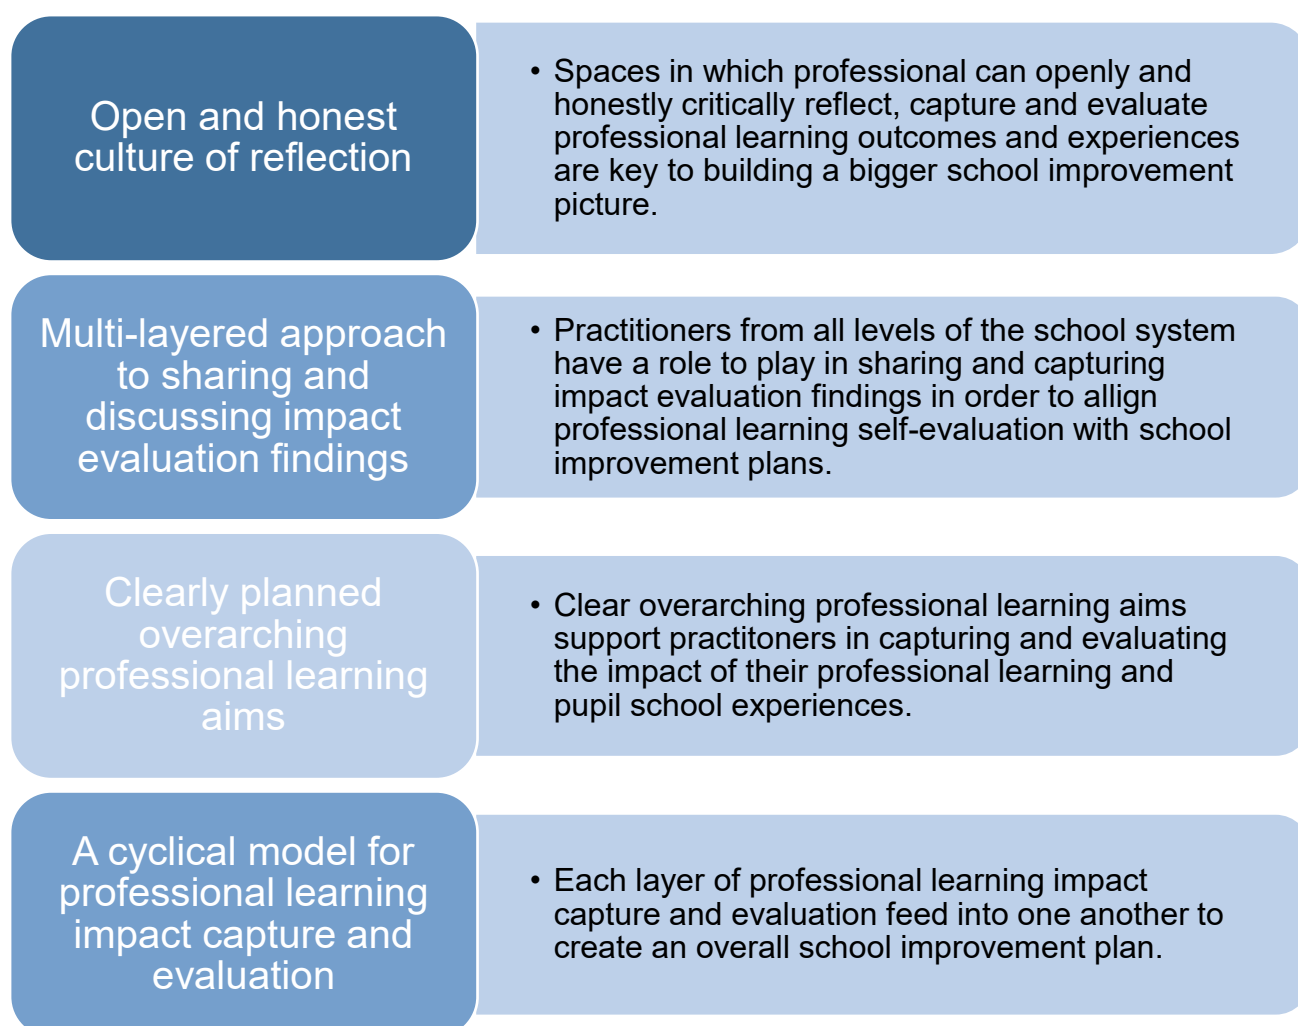 Open and honest
culture of reflection
• Spaces in which professional can openly and
honestly critically reflect, capture and evaluate
professional learning outcomes and experiences
are key to building a bigger school improvement
picture.
Multi-layered approach
to sharing and
discussing impact
evaluation findings
• Practitioners from all levels of the school system
have a role to play in sharing and capturing
impact evaluation findings in order to allign
professional learning self-evaluation with school
improvement plans.
Clearly planned
overarching
professional learning
aims
• Clear overarching professional learning aims
support practitoners in capturing and evaluating
the impact of their professional learning and
pupil school experiences.
A cyclical model for
professional learning
impact capture and
evaluation
• Each layer of professional learning impact
capture and evaluation feed into one another to
create an overall school improvement plan.